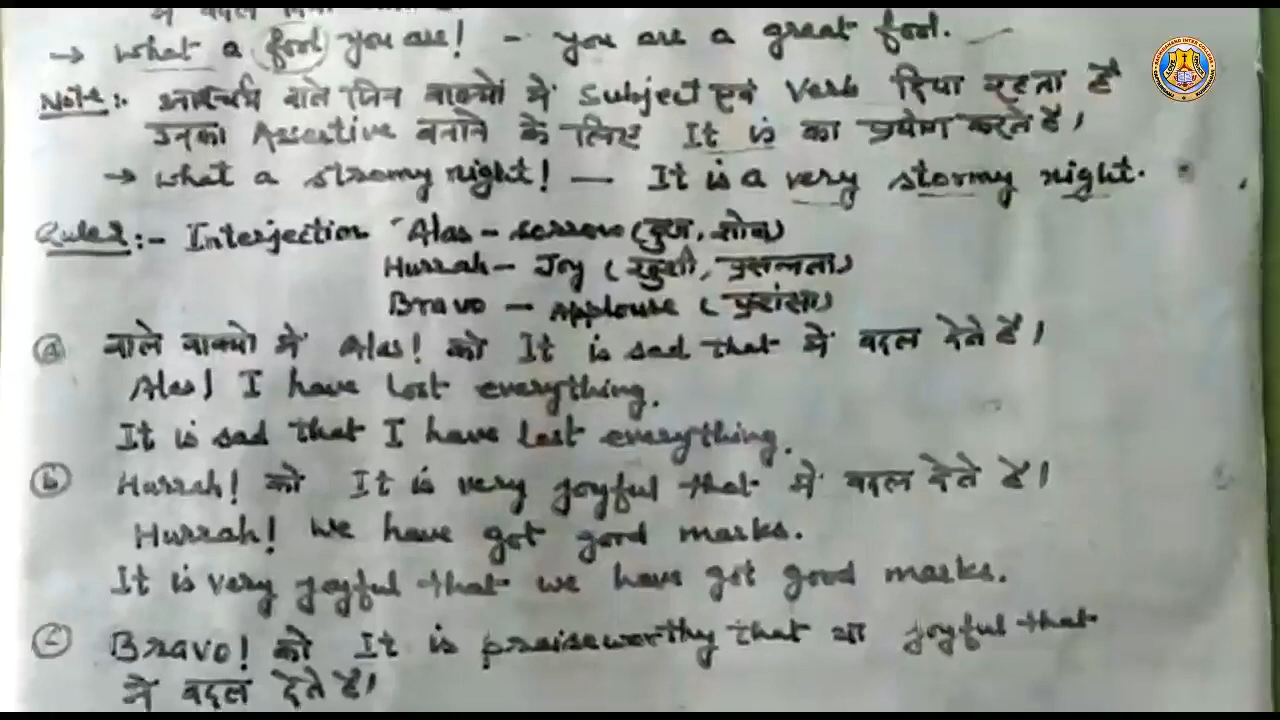 में बदल दिया
→ What a fool you are! - you are a great fool.
Note:- आश्चर्य वाले जिन वाक्यों में Subject एवं Verb दिया रहता है
उनका Assertive बनाने के लिए It is का प्रयोग करते है।
→ what a stromy night! — It is a very stormy night.
Rule:- Interjection Alas - sorrow (दुख, शोक)
Hurrah - Joy (खुशी, प्रसन्नता)
Bravo - Applouse (प्रशंसा)
a वाले वाक्यो में Alas! को It is sad that में बदल देते है।
Alas! I have lost everything.
It is sad that I have lost everything.
b Hurrah! को It is very joyful that में बदल देते है।
Hurrah! We have got good marks.
It is very joyful that we have got good marks.
c Bravo! को It is praiseworthy that या joyful that
में बदल देते है।